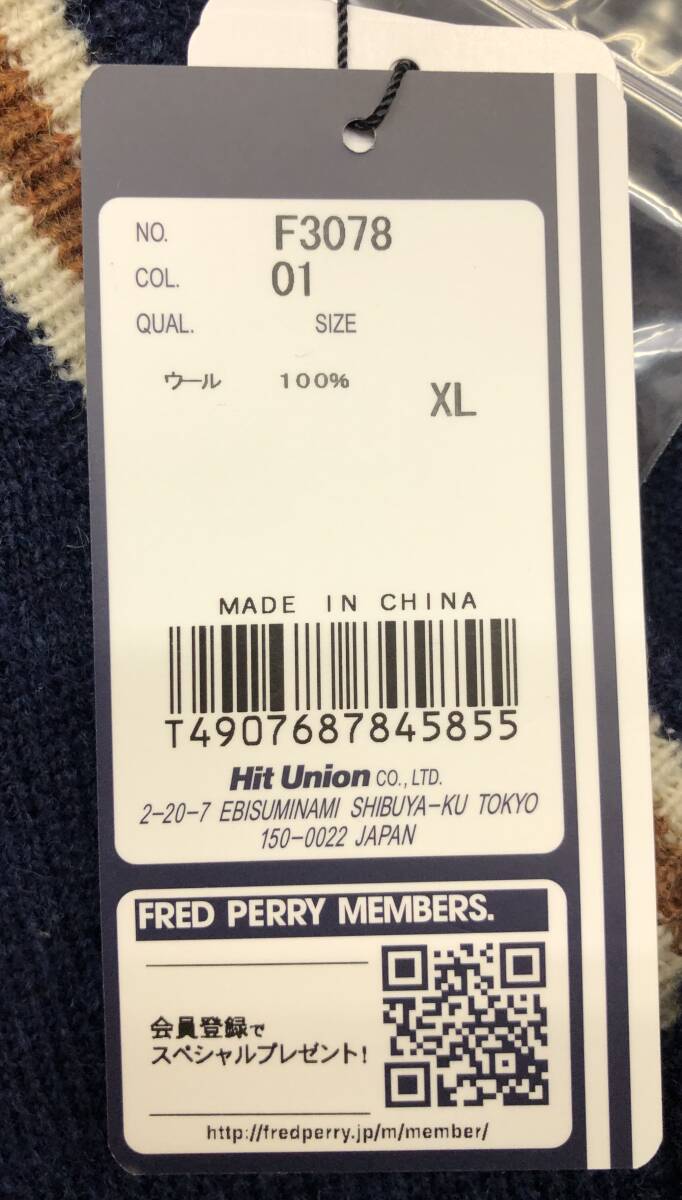 NO. F3078
COL. 01
QUAL. SIZE
ウール 100%
XL
MADE IN CHINA
T4907687845855
Hit Union CO., LTD.
2-20-7 EBISUMINAMI SHIBUYA-KU TOKYO
150-0022 JAPAN
FRED PERRY MEMBERS.
会員登録で
スペシャルプレゼント!
http://fredperry.jp/m/member/